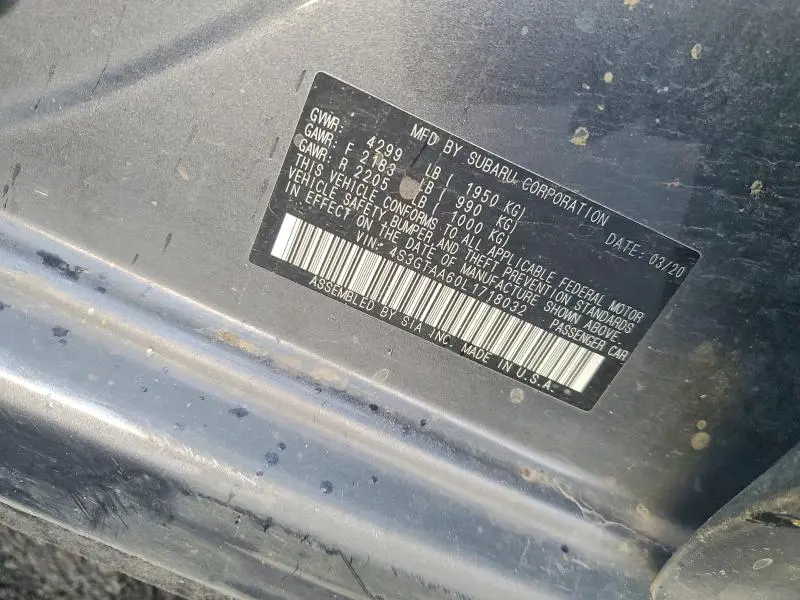 MFD BY SUBARU CORPORATION DATE: 03/20
GVWR: 4299 LB ( 1950 KG)
GAWR: F 2183 LB ( 990 KG)
GAWR: R 2205 LB ( 1000 KG)
THIS VEHICLE CONFORMS TO ALL APPLICABLE FEDERAL MOTOR
VEHICLE SAFETY, BUMPER, AND THEFT PREVENTION STANDARDS
IN EFFECT ON THE DATE OF MANUFACTURE SHOWN ABOVE.
VIN: 4S3GTAA60L1718032 PASSENGER CAR
ASSEMBLED BY SIA INC. MADE IN U.S.A.